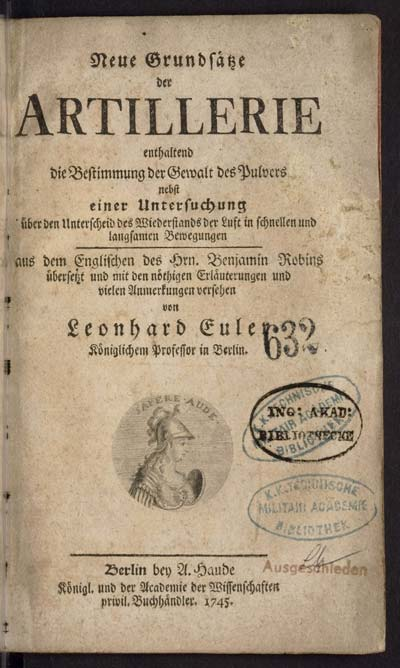 Neue Grundsätze
der
ARTILLERIE
enthaltend
die Bestimmung der Gewalt des Pulvers
nebst
einer Untersuchung
über den Unterscheid des Wiederstands der Luft in schnellen und
langsamen Bewegungen
aus dem Englischen des Hrn. Benjamin Robins
übersetzt und mit den nöthigen Erläuterungen und
vielen Anmerkungen versehen
von
Leonhard Euler
Königlichem Professor in Berlin.
632
SAPERE AUDE
K.K. TECHNISCHE
MILITAIR ACADEMIE
BIBLIOTHEK
ING: AKAD:
BIBLIOTHECKE
K.K. TECHNISCHE
MILITAIR ACADEMIE
BIBLIOTHEK
Berlin bey A. Haude
Königl. und der Academie der Wissenschaften
privil. Buchhändler. 1745.
Ausgeschieden